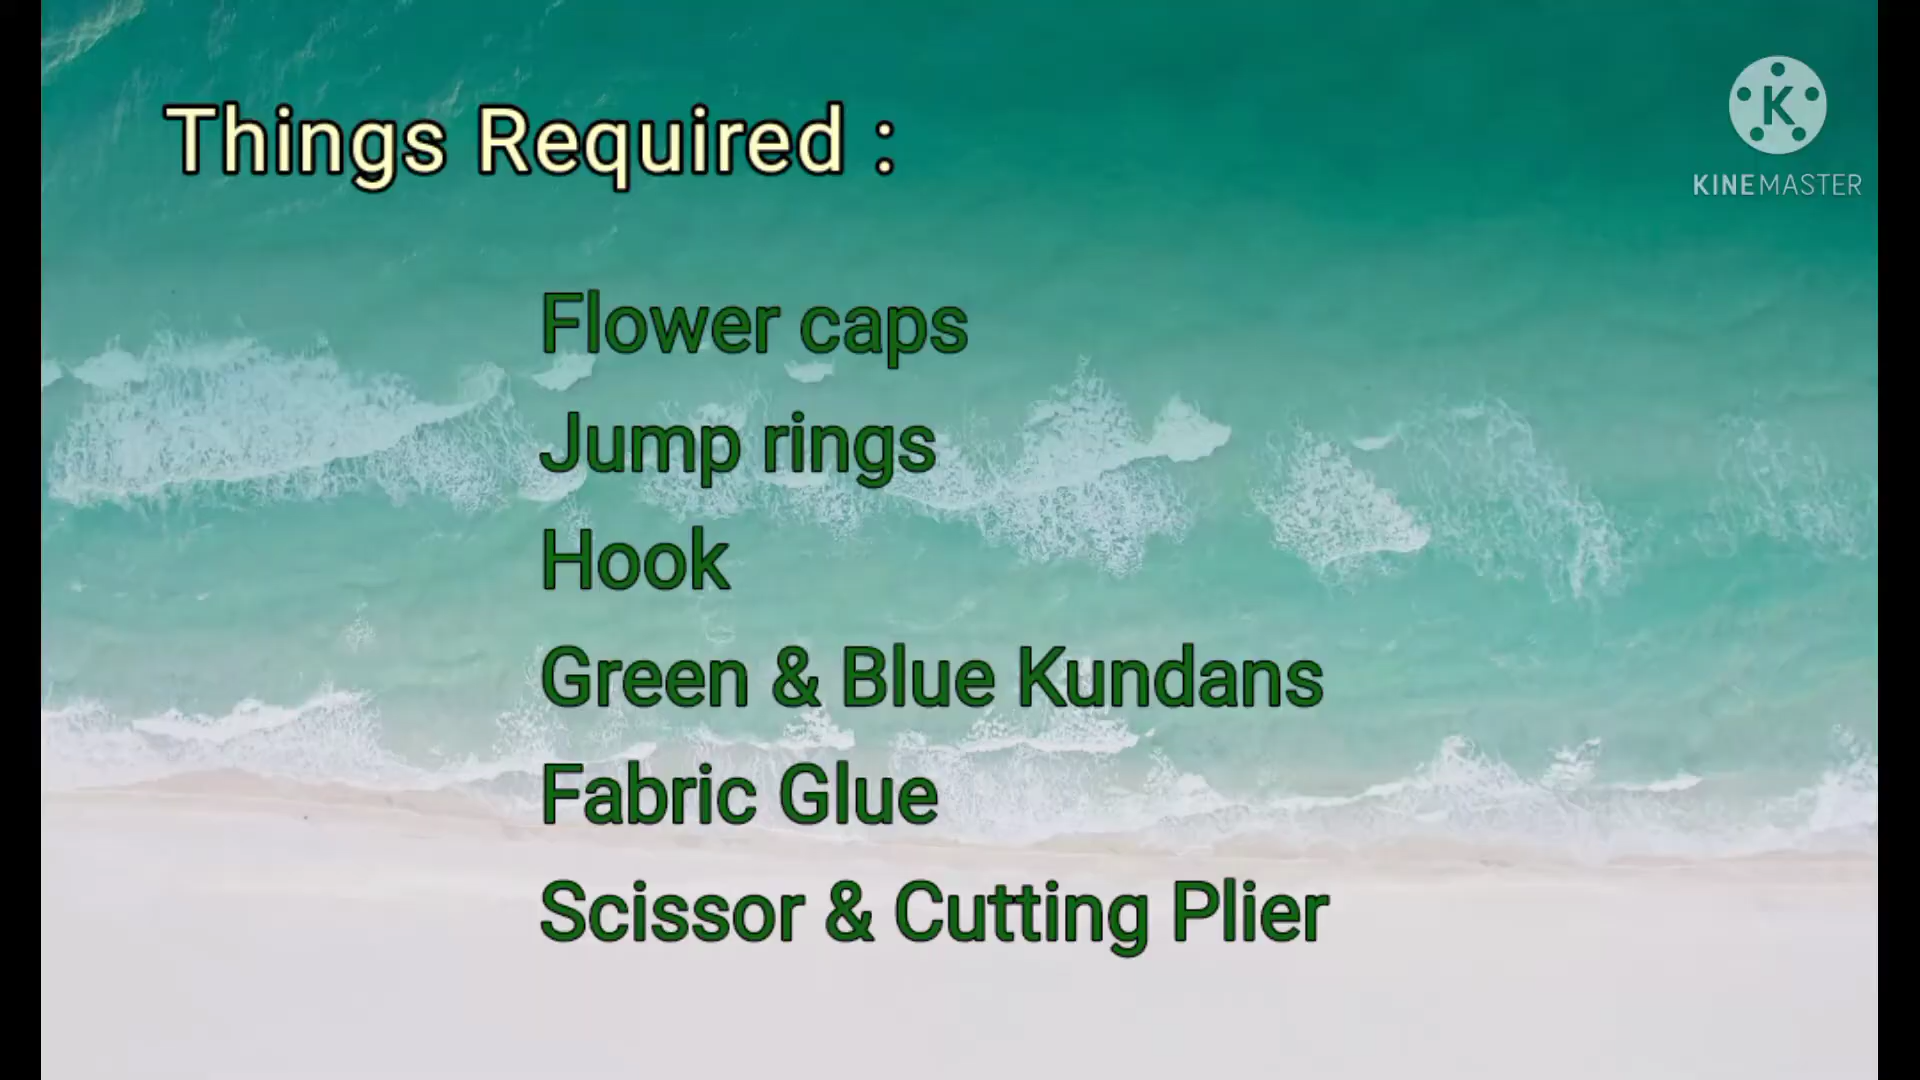 Things Required :
K
KINEMASTER
Flower caps
Jump rings
Hook
Green & Blue Kundans
Fabric Glue
Scissor & Cutting Plier